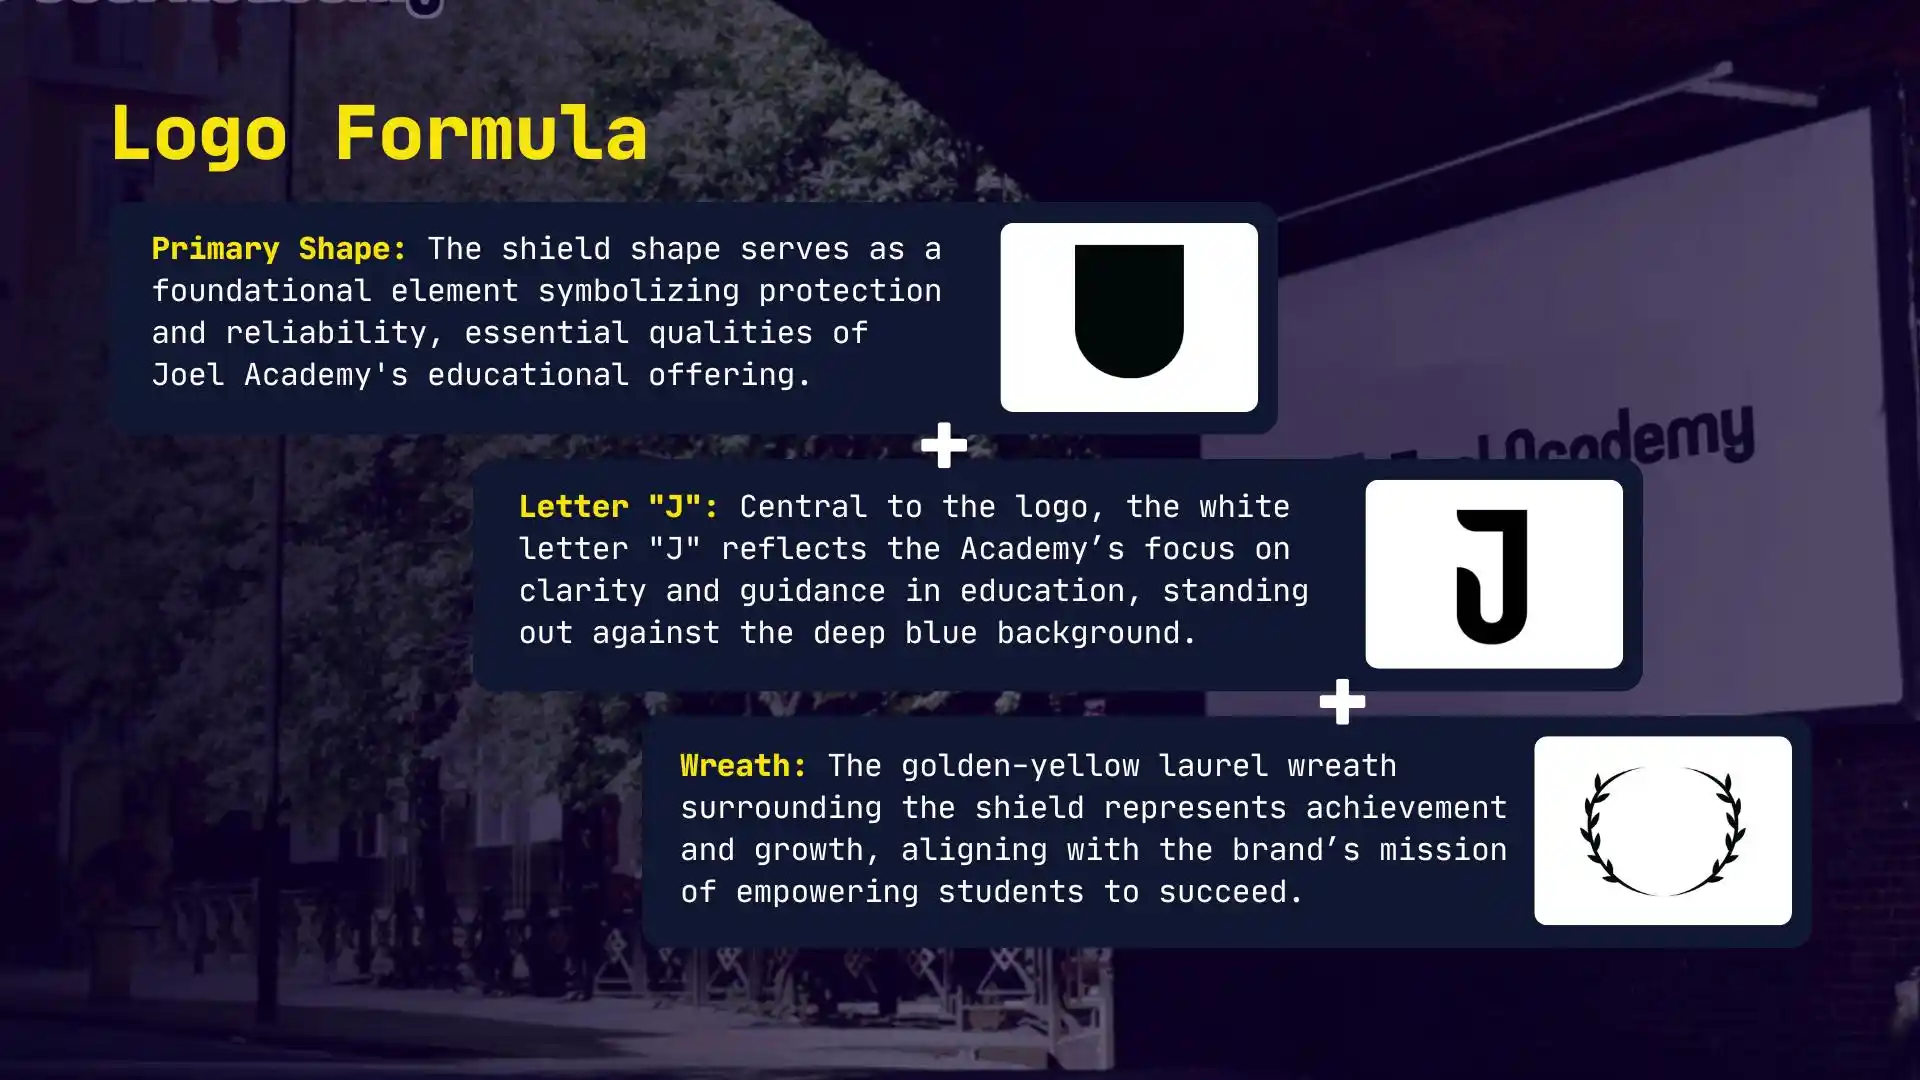 Logo Formula
Primary Shape: The shield shape serves as a
foundational element symbolizing protection
and reliability, essential qualities of
Joel Academy's educational offering.
Letter "J": Central to the logo, the white
letter "J" reflects the Academy’s focus on
clarity and guidance in education, standing
out against the deep blue background.
J
Wreath: The golden-yellow laurel wreath
surrounding the shield represents achievement
and growth, aligning with the brand’s mission
of empowering students to succeed.
Academy